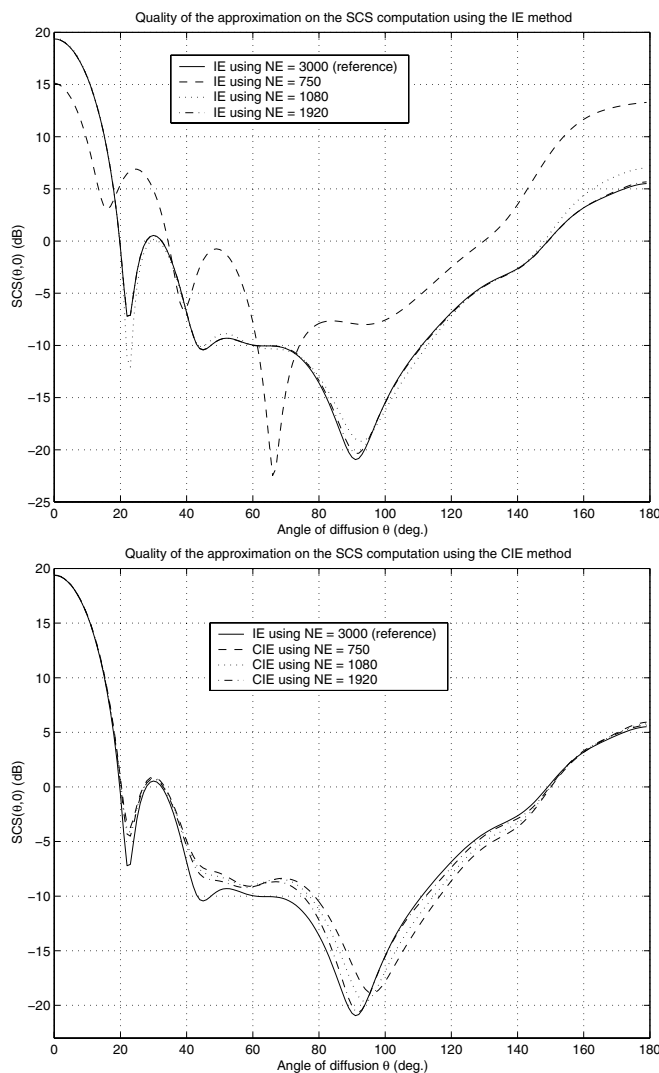 Quality of the approximation on the SCS computation using the IE method
20
15
10
5
0
−5
−10
−15
−20
−25
SCS(θ,0) (dB)
IE using NE = 3000 (reference)
IE using NE = 750
IE using NE = 1080
IE using NE = 1920
0 20 40 60 80 100 120 140 160 180
Angle of diffusion θ (deg.)
Quality of the approximation on the SCS computation using the CIE method
20
15
10
5
0
−5
−10
−15
−20
SCS(θ,0) (dB)
IE using NE = 3000 (reference)
CIE using NE = 750
CIE using NE = 1080
CIE using NE = 1920
0 20 40 60 80 100 120 140 160 180
Angle of diffusion θ (deg.)